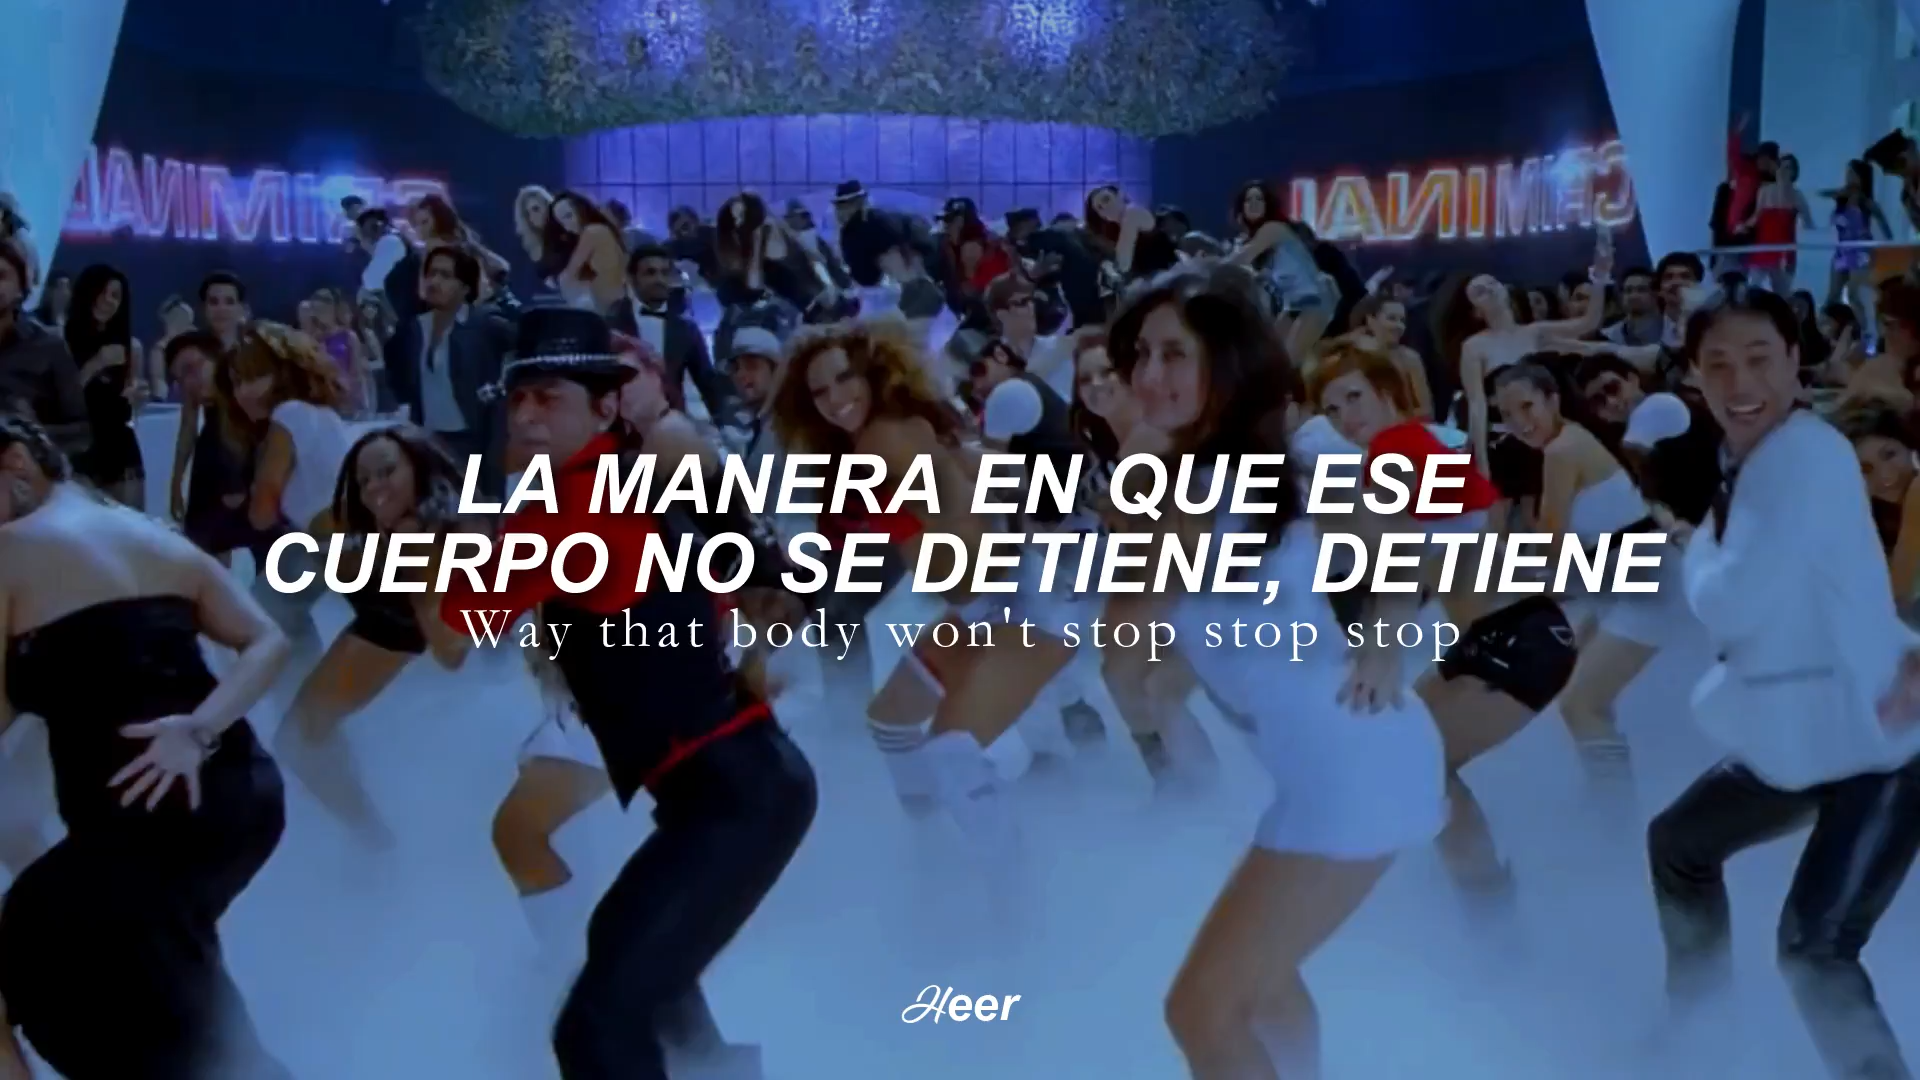 LA MANERA EN QUE ESE
CUERPO NO SE DETIENE, DETIENE
Way that body won't stop stop stop
Heer